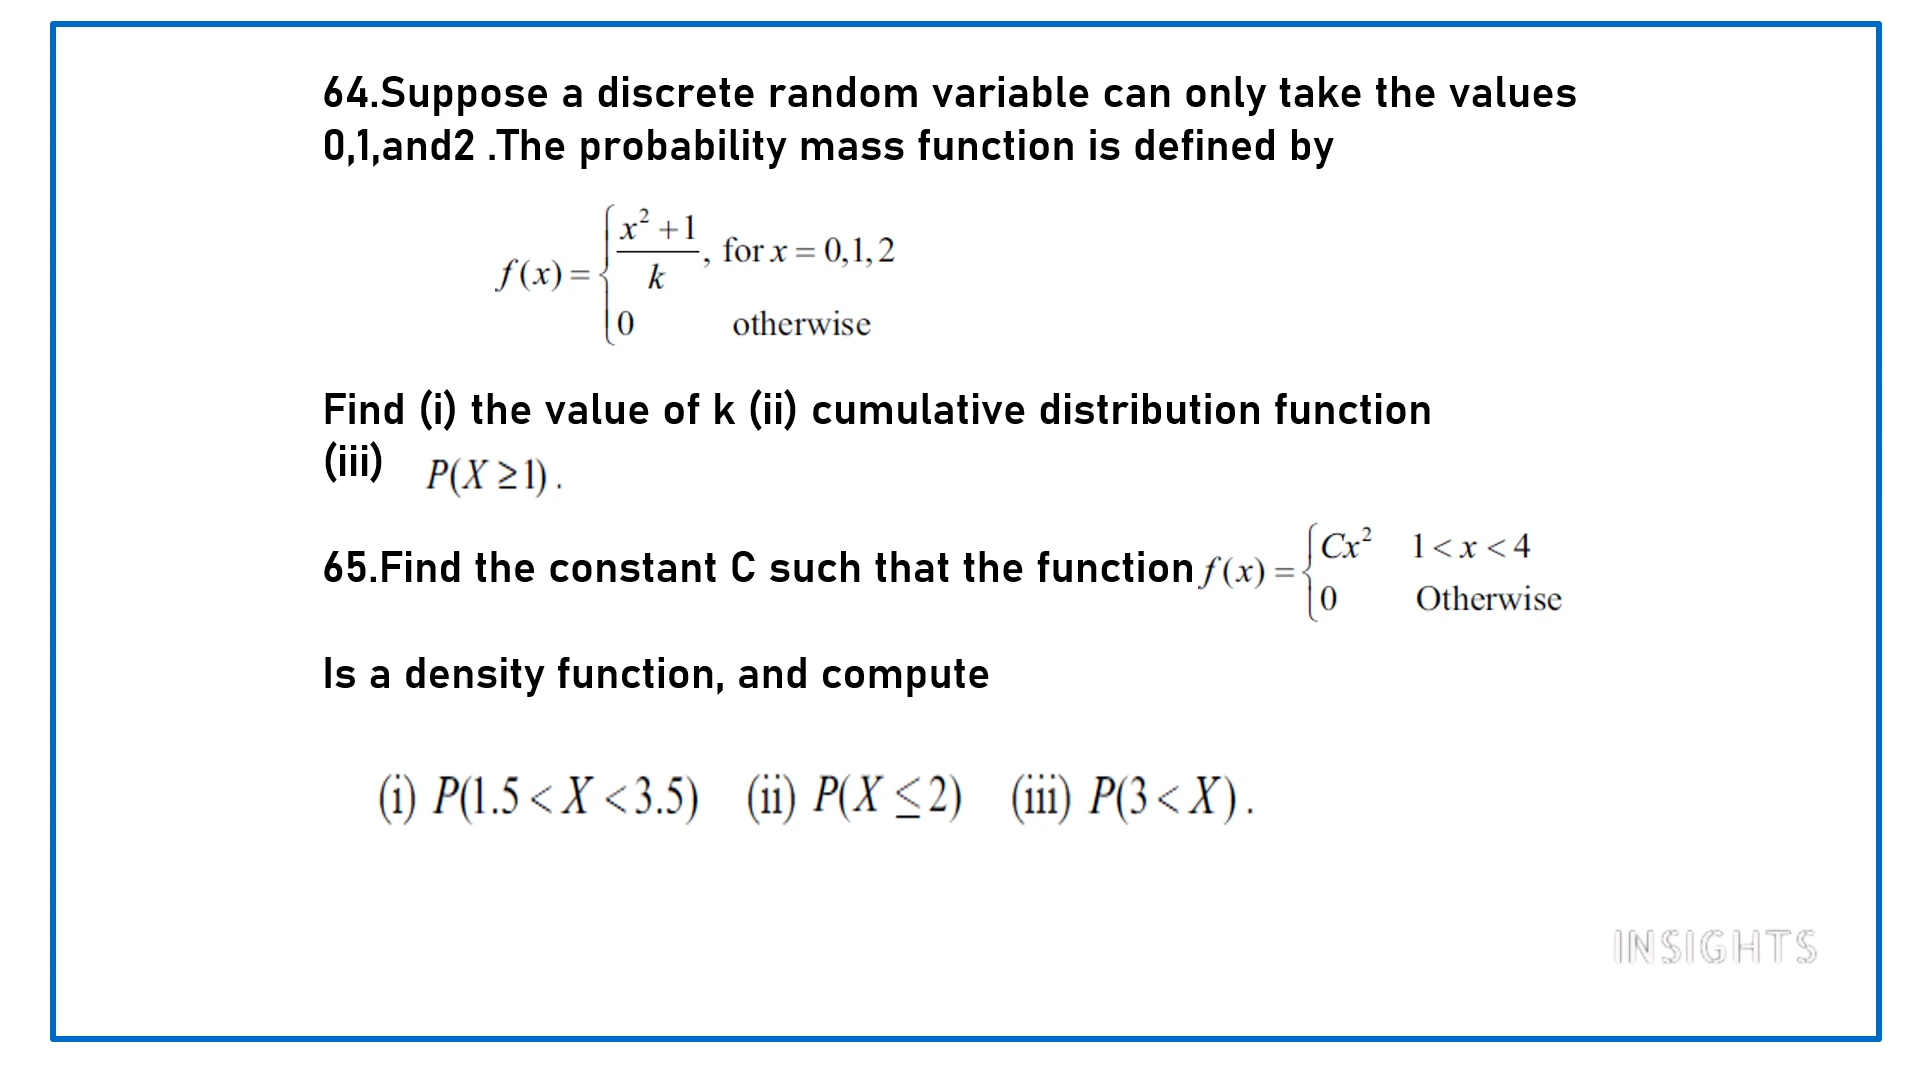 64.Suppose a discrete random variable can only take the values
0,1,and2 .The probability mass function is defined by
f(x) = { (x² + 1)/k, for x = 0,1,2
0 otherwise
Find (i) the value of k (ii) cumulative distribution function
(iii) P(X ≥ 1) .
65.Find the constant C such that the function f(x) = { Cx² 1 < x < 4
0 Otherwise
Is a density function, and compute
(i) P(1.5 < X < 3.5) (ii) P(X ≤ 2) (iii) P(3 < X) .
INSIGHTS